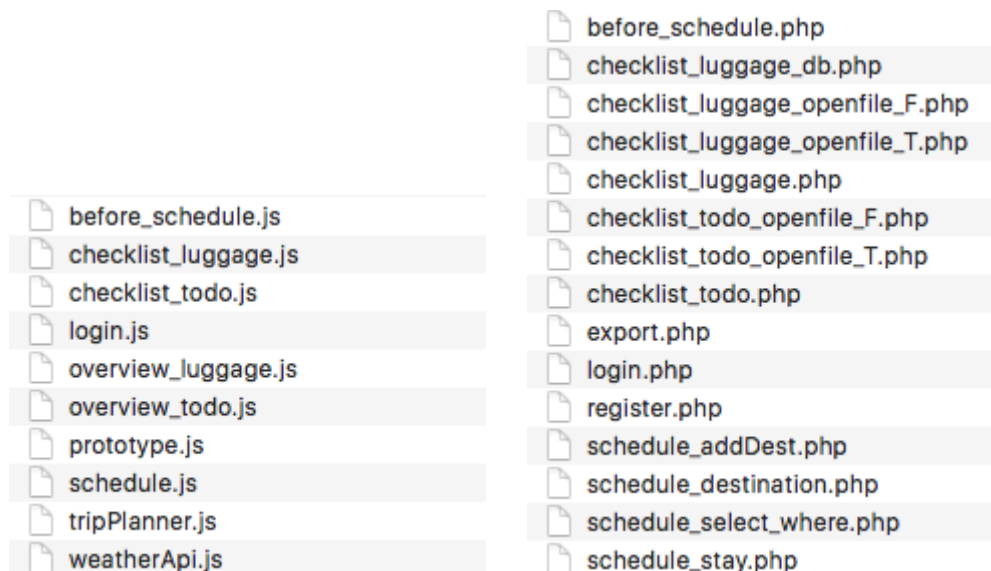 before_schedule.js
checklist_luggage.js
checklist_todo.js
login.js
overview_luggage.js
overview_todo.js
prototype.js
schedule.js
tripPlanner.js
weatherApi.js
before_schedule.php
checklist_luggage_db.php
checklist_luggage_openfile_F.php
checklist_luggage_openfile_T.php
checklist_luggage.php
checklist_todo_openfile_F.php
checklist_todo_openfile_T.php
checklist_todo.php
export.php
login.php
register.php
schedule_addDest.php
schedule_destination.php
schedule_select_where.php
schedule_stay.php